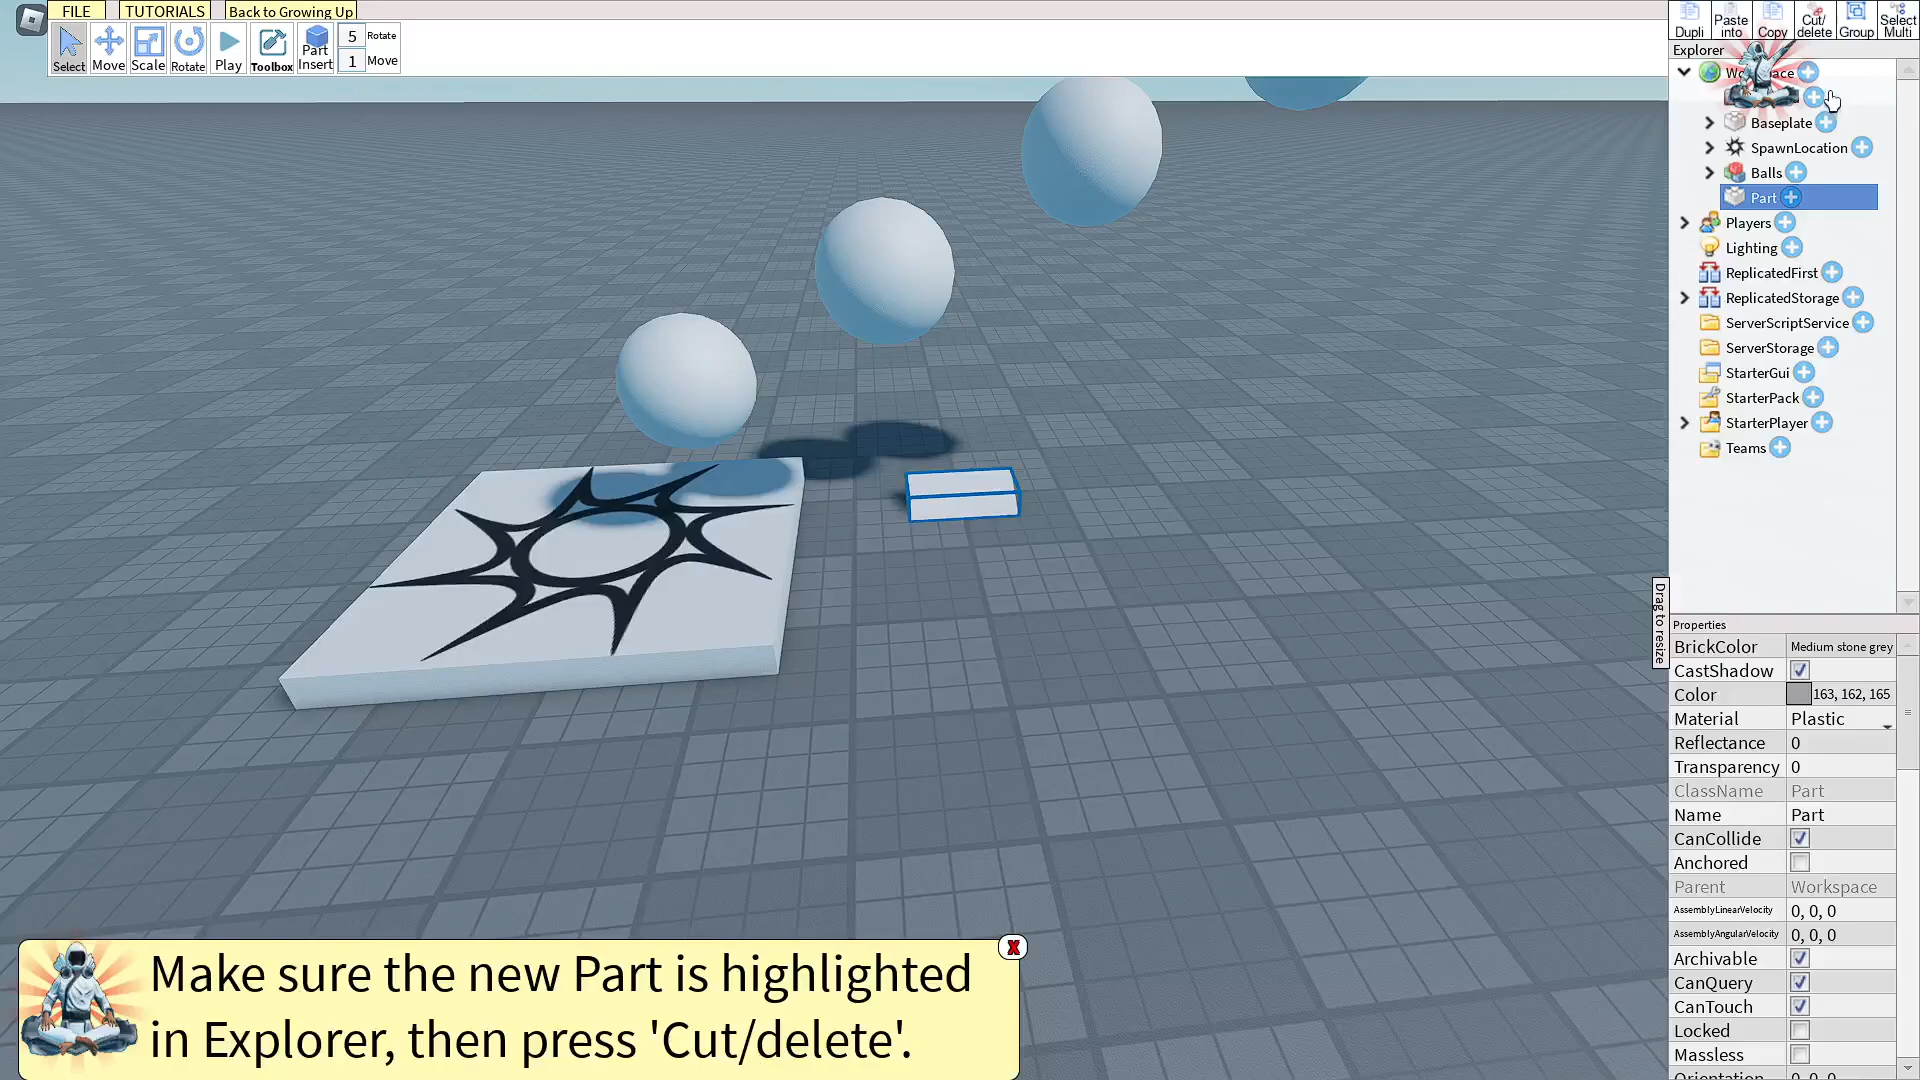 FILE
TUTORIALS
Back to Growing Up
Select
Move
Scale
Rotate
Play
Toolbox
Part
Insert
5 Rotate
1 Move
Dupli
Paste
into
Copy
Cut/
delete
Group
Select
Multi
Explorer
Baseplate
SpawnLocation
Balls
Part
Players
Lighting
ReplicatedFirst
ReplicatedStorage
ServerScriptService
ServerStorage
StarterGui
StarterPack
StarterPlayer
Teams
Drag to resize
Properties
BrickColor Medium stone grey
CastShadow
Color 163, 162, 165
Material Plastic
Reflectance 0
Transparency 0
ClassName Part
Name Part
CanCollide
Anchored
Parent Workspace
AssemblyLinearVelocity 0, 0, 0
AssemblyAngularVelocity 0, 0, 0
Archivable
CanQuery
CanTouch
Locked
Massless
Orientation 0, 0, 0
X
Make sure the new Part is highlighted
in Explorer, then press 'Cut/delete'.